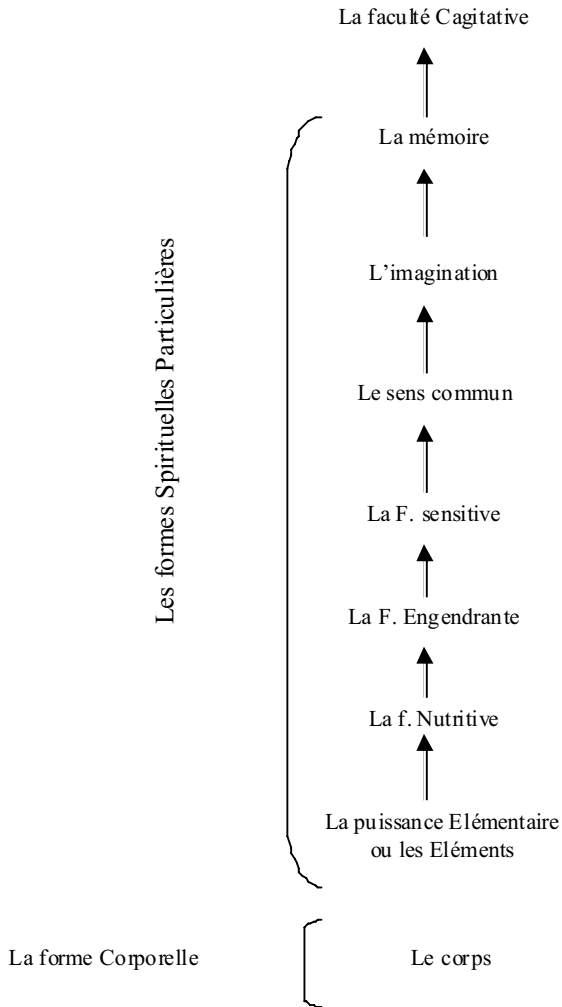 La faculté Cagitative
La mémoire
L'imagination
Le sens commun
La F. sensitive
La F. Engendrante
La f. Nutritive
La puissance Elémentaire
ou les Eléments
Les formes Spirituelles Particulières
La forme Corporelle
Le corps